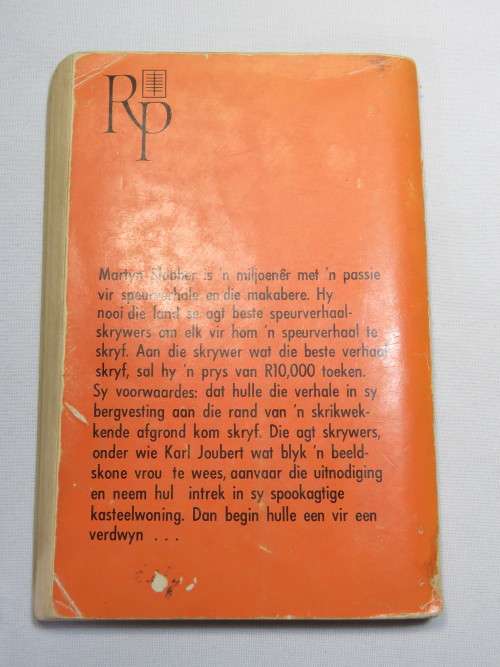 RP
Martyn Slabber is 'n miljoenêr met 'n passie
vir speurverhale en die makabere. Hy
nooi die land se agt beste speurverhaal-
skrywers om elk vir hom 'n speurverhaal te
skryf. Aan die skrywer wat die beste verhaal
skryf, sal hy 'n prys van R10,000 toeken.
Sy voorwaardes: dat hulle die verhale in sy
bergvesting aan die rand van 'n skrikwek-
kende afgrond kom skryf. Die agt skrywers,
onder wie Karl Joubert wat blyk 'n beeld-
skone vrou te wees, aanvaar die uitnodiging
en neem hul intrek in sy spookagtige
kasteelwoning. Dan begin hulle een vir een
verdwyn . . .